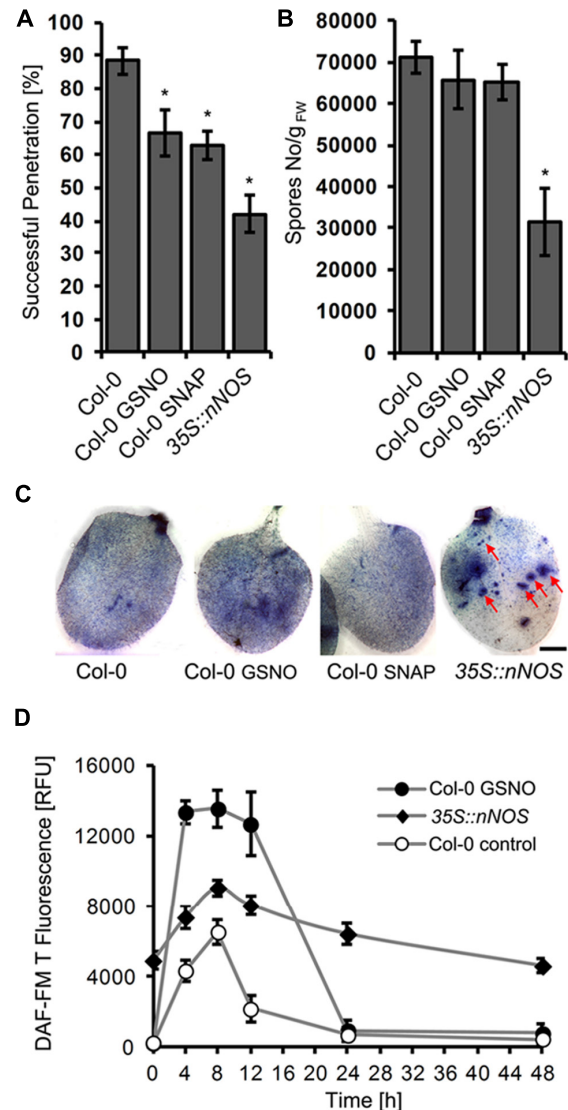 A
Successful Penetration [%]
100
90
80
70
60
50
40
30
20
10
0
*
*
*
Col-0
Col-0 GSNO
Col-0 SNAP
35S::nNOS
B
Spores No/g FW
80000
70000
60000
50000
40000
30000
20000
10000
0
*
Col-0
Col-0 GSNO
Col-0 SNAP
35S::nNOS
C
Col-0
Col-0 GSNO
Col-0 SNAP
35S::nNOS
D
DAF-FM T Fluorescence [RFU]
16000
12000
8000
4000
0
Col-0 GSNO
35S::nNOS
Col-0 control
0 4 8 12 16 20 24 28 32 36 40 44 48
Time [h]